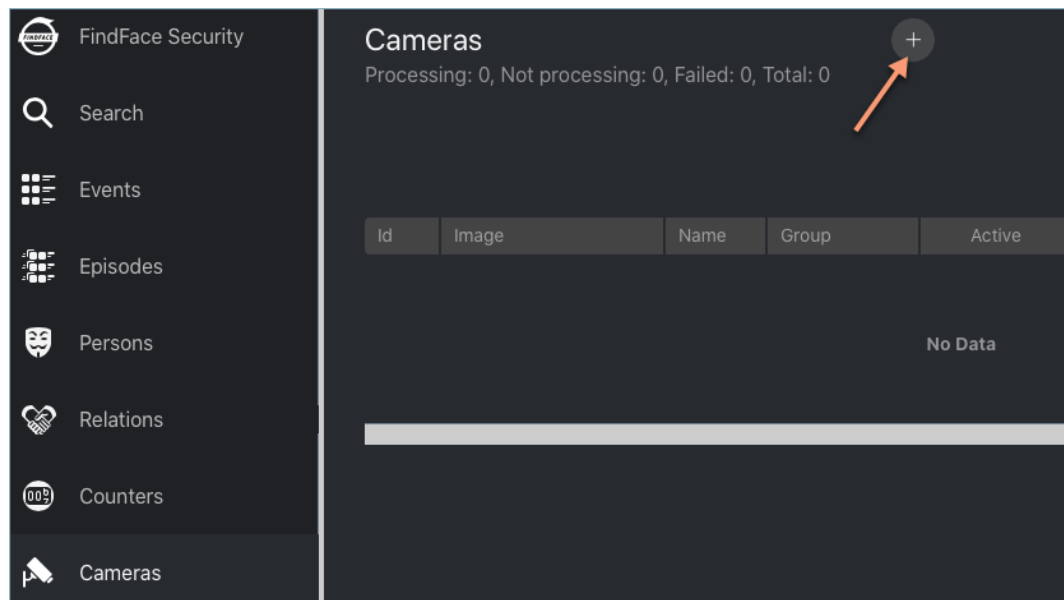 FINDFACE
FindFace Security
Search
Events
Episodes
Persons
Relations
Counters
Cameras
Cameras
Processing: 0, Not processing: 0, Failed: 0, Total: 0
Id Image Name Group Active
No Data